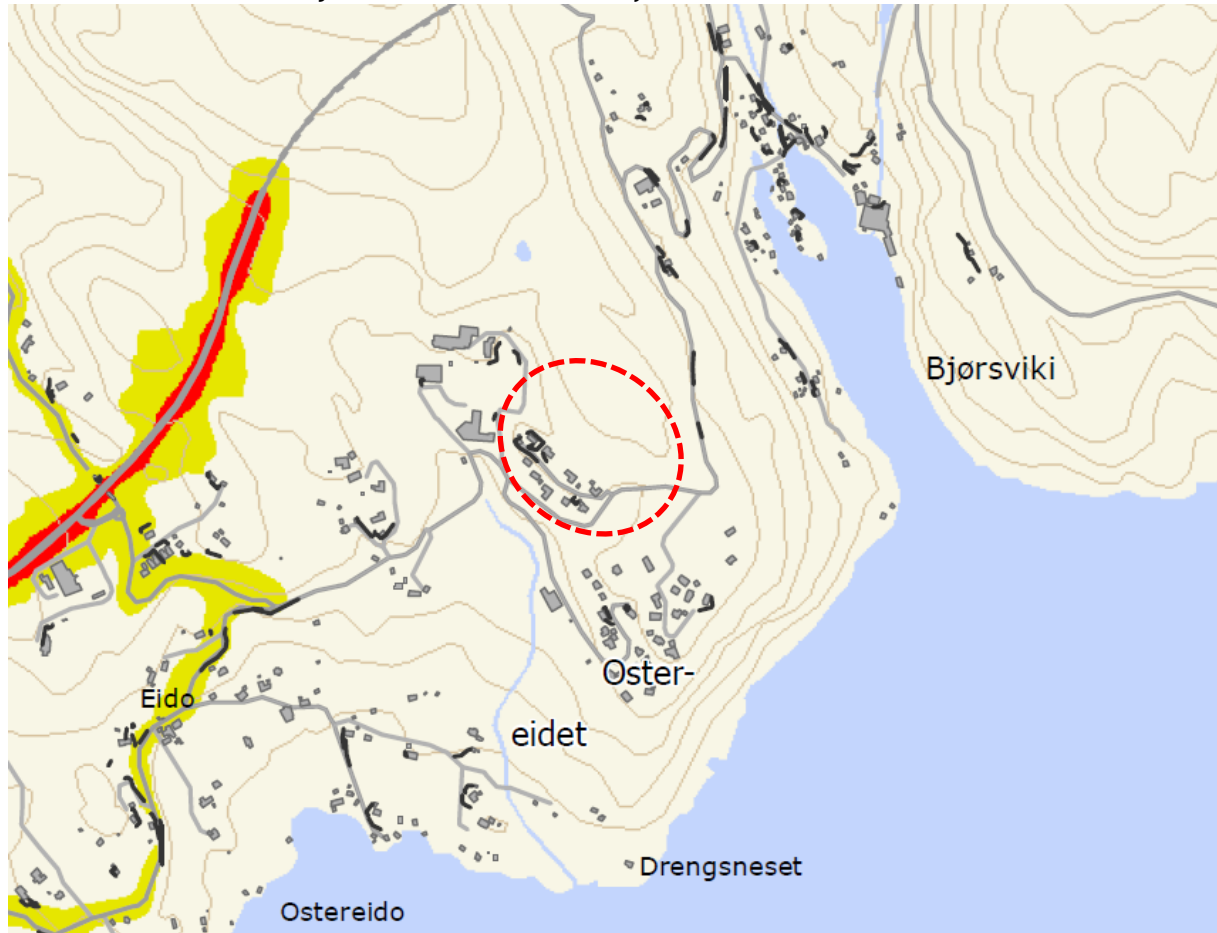 Bjørsviki
Oster-
eidet
Eido
Drengsneset
Ostereido